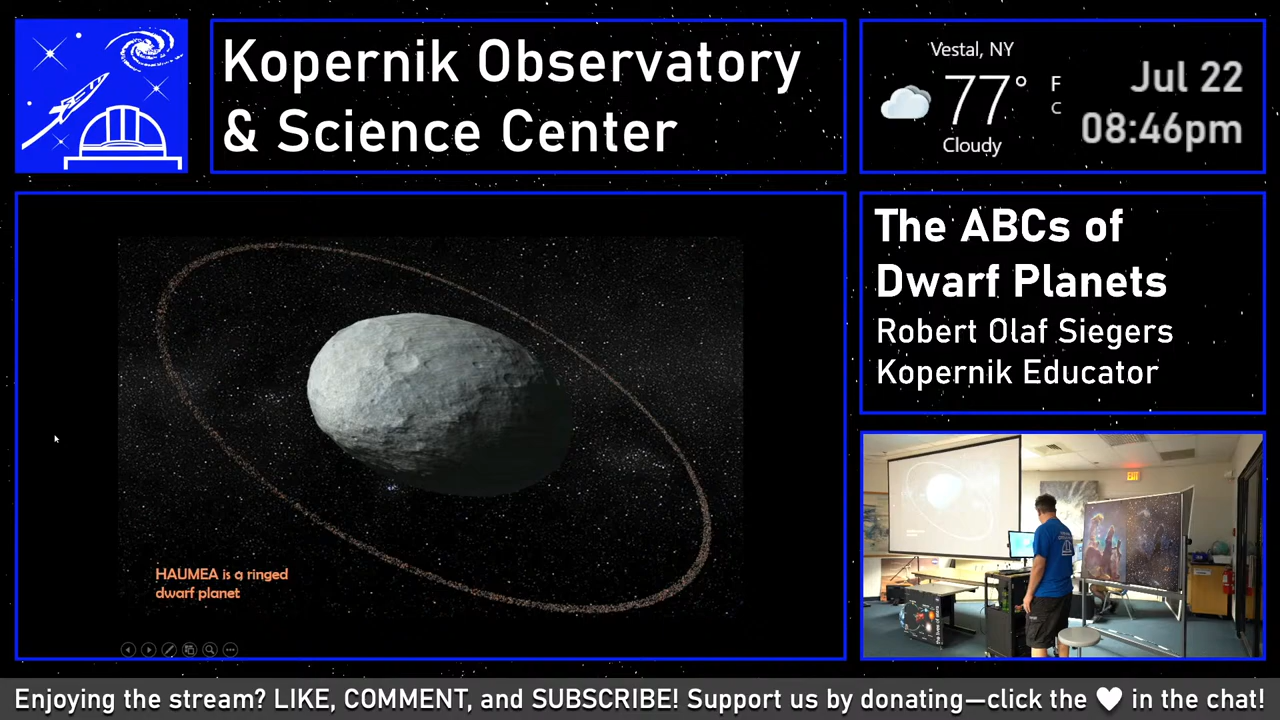 Kopernik Observatory
& Science Center
Vestal, NY
77°
F
C
Cloudy
Jul 22
08:46pm
The ABCs of
Dwarf Planets
Robert Olaf Siegers
Kopernik Educator
HAUMEA is a ringed
dwarf planet
EXIT
Enjoying the stream? LIKE, COMMENT, and SUBSCRIBE! Support us by donating—click the ♥ in the chat!